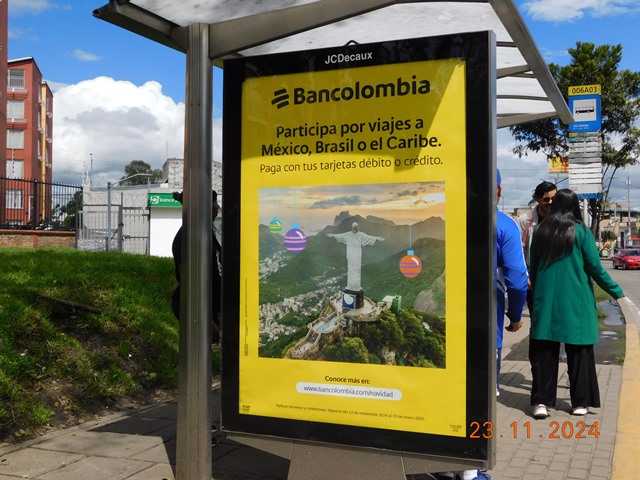 JCDecaux
Bancolombia
Participa por viajes a
México, Brasil o el Caribe.
Paga con tus tarjetas débito o crédito.
Conoce más en:
www.bancolombia.com/navidad
006A03
23.11.2024